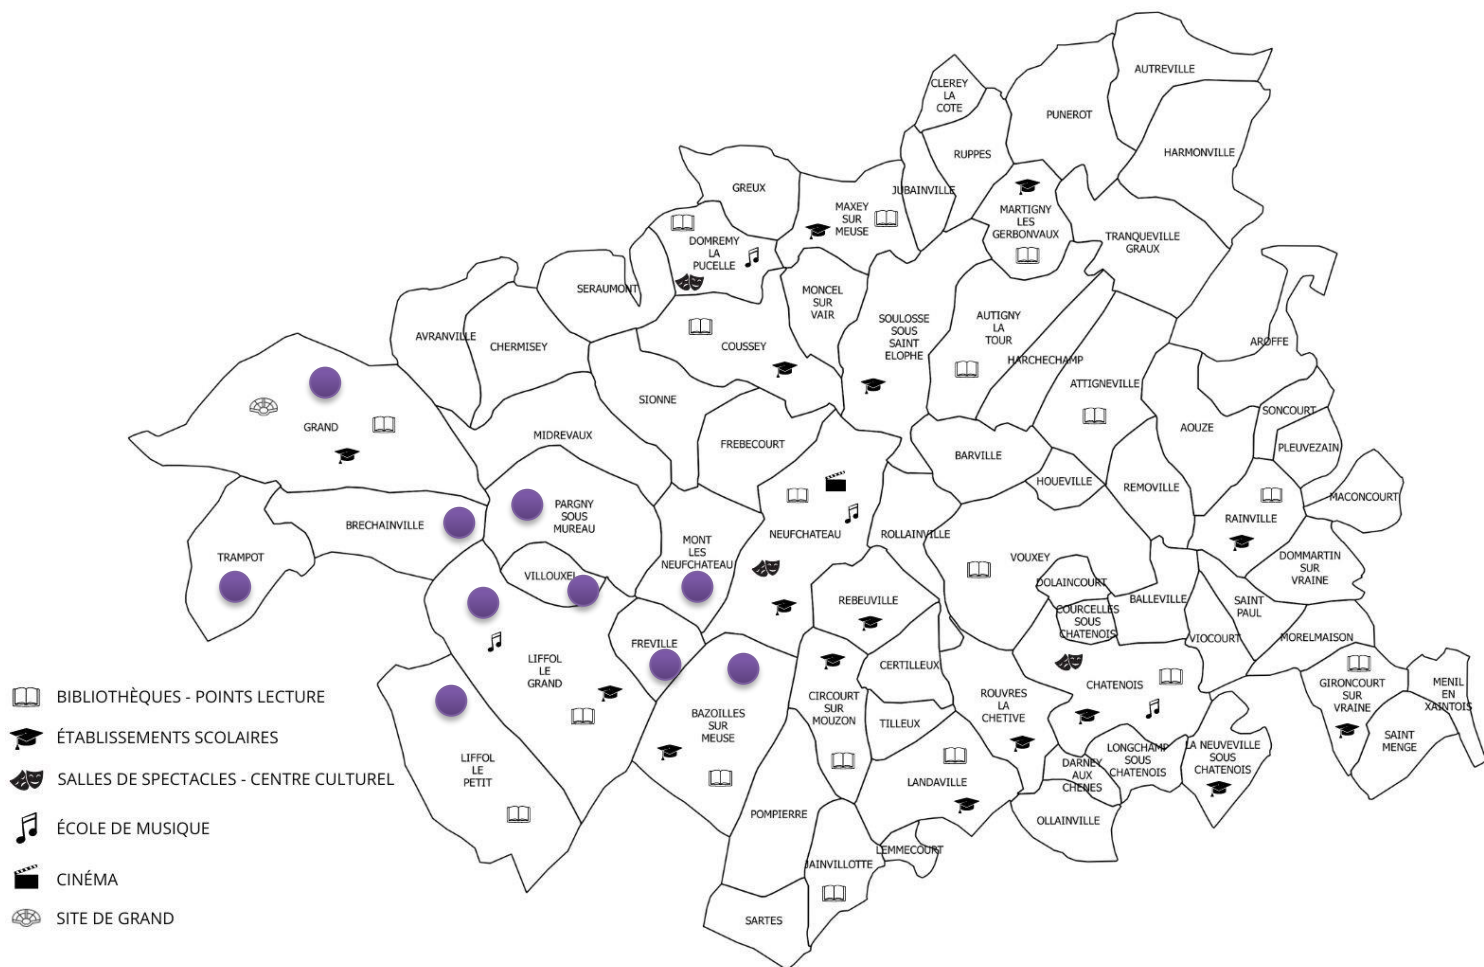 AUTREVILLE
CLEREY
LA
COTE
PUNEROT
RUPPES
HARMONVILLE
GREUX
JUBAINVILLE
MAXEY
SUR
MEUSE
MARTIGNY
LES
GERBONVAUX
TRANQUEVILLE
GRAUX
DOMREMY
LA
PUCELLE
SERAUMONT
MONCEL
SUR
VAIR
SOULOSSE
SOUS
SAINT
ELOPHE
AUTIGNY
LA
TOUR
AVRANVILLE
CHERMISEY
COUSSEY
HARCHECHAMP
AROFFE
ATTIGNEVILLE
SIONNE
SONCOURT
GRAND
MIDREVAUX
FREBECOURT
AOUZE
PLEUVEZAIN
BARVILLE
HOUEVILLE
REMOVILLE
MACONCOURT
BRECHAINVILLE
PARGNY
SOUS
MUREAU
MONT
LES
NEUFCHATEAU
NEUFCHATEAU
ROLLAINVILLE
RAINVILLE
TRAMPOT
VILLOUXEL
VOUXEY
DOMMARTIN
SUR
VRAINE
DOLAINCOURT
REBEUVILLE
COURCELLES
SOUS
CHATENOIS
BALLEVILLE
SAINT
PAUL
VIOCOURT
MORELMAISON
FREVILLE
LIFFOL
LE
GRAND
CERTILLEUX
CHATENOIS
GIRONCOURT
SUR
VRAINE
MENIL
EN
XAINTOIS
BAZOILLES
SUR
MEUSE
CIRCOURT
SUR
MOUZON
ROUVRES
LA
CHETIVE
TILLEUX
SAINT
MENGE
LIFFOL
LE
PETIT
LANDAVILLE
DARNEY
AUX
CHENES
LONGCHAMP
SOUS
CHATENOIS
LA NEUVEVILLE
SOUS
CHATENOIS
POMPIERRE
OLLAINVILLE
LEMMECOURT
JAINVILLOTTE
SARTES
BIBLIOTHÈQUES - POINTS LECTURE
ÉTABLISSEMENTS SCOLAIRES
SALLES DE SPECTACLES - CENTRE CULTUREL
ÉCOLE DE MUSIQUE
CINÉMA
SITE DE GRAND